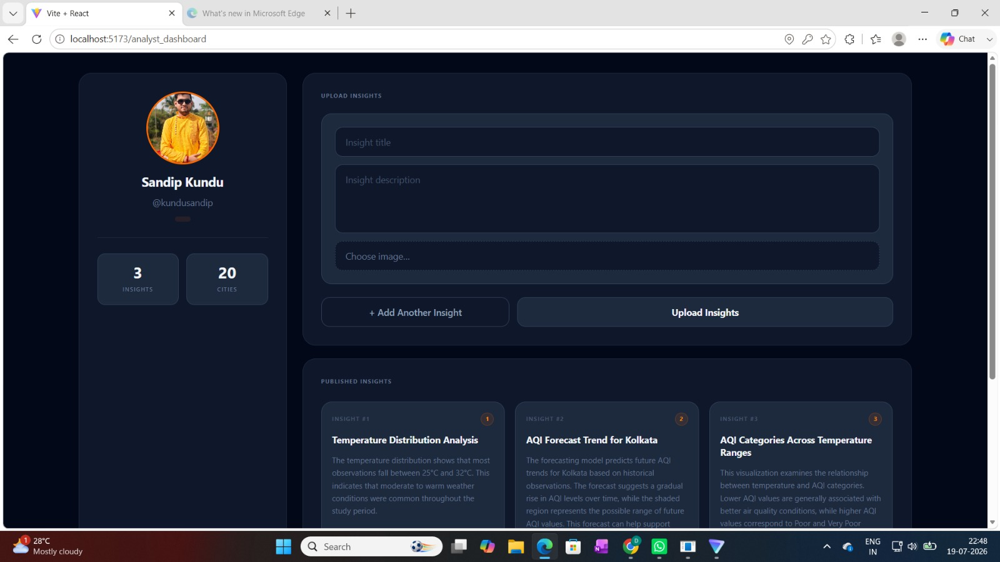 Vite + React
What's new in Microsoft Edge
localhost:5173/analyst_dashboard
Chat
Sandip Kundu
@kundusandip
3
INSIGHTS
20
CITIES
UPLOAD INSIGHTS
Insight title
Insight description
Choose image...
+ Add Another Insight
Upload Insights
PUBLISHED INSIGHTS
INSIGHT #1
1
Temperature Distribution Analysis
The temperature distribution shows that most
observations fall between 25°C and 32°C. This
indicates that moderate to warm weather
conditions were common throughout the
study period.
INSIGHT #2
2
AQI Forecast Trend for Kolkata
The forecasting model predicts future AQI
trends for Kolkata based on historical
observations. The forecast suggests a gradual
rise in AQI levels over time, while the shaded
region represents the possible range of future
AQI values. This forecast can help support
INSIGHT #3
3
AQI Categories Across Temperature
Ranges
This visualization examines the relationship
between temperature and AQI categories.
Lower AQI values are generally associated with
better air quality conditions, while higher AQI
values correspond to Poor and Very Poor
1
28°C
Mostly cloudy
Search
N
D
ENG
IN
22:48
19-07-2026